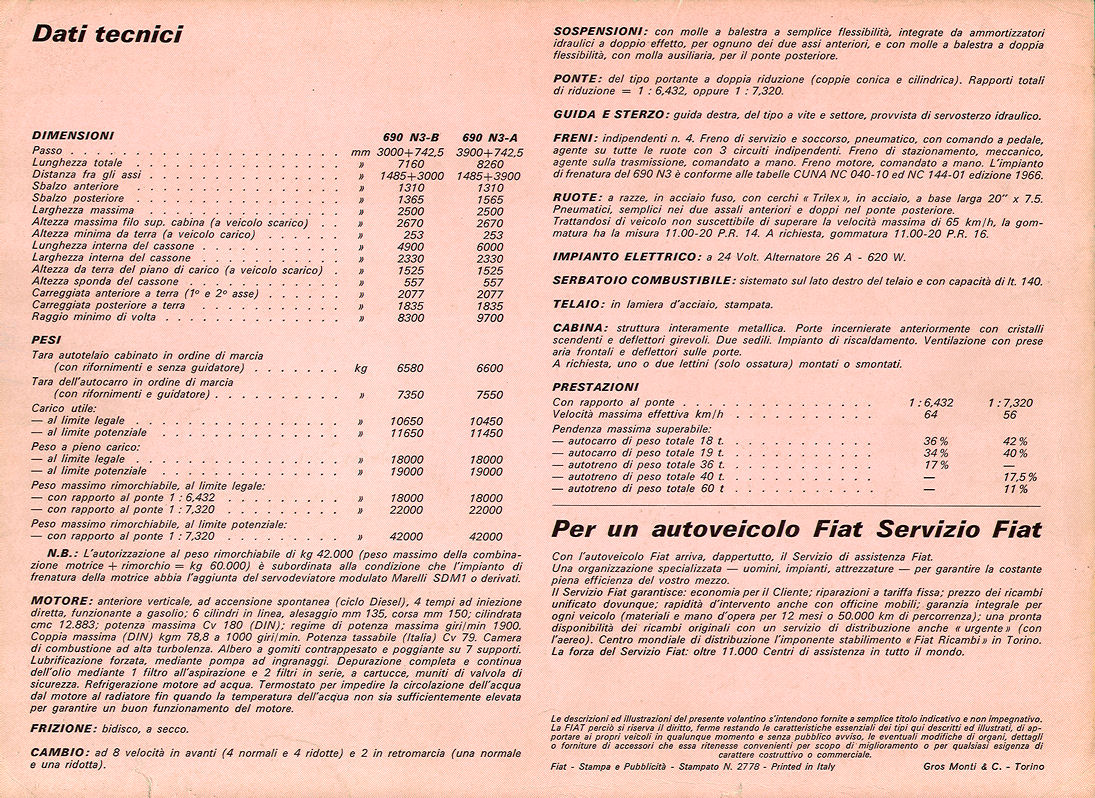 Dati tecnici
DIMENSIONI 690 N3-B 690 N3-A
Passo . . . . . . . . . . mm 3000+742,5 3900+742,5
Lunghezza totale . . . . . . . . . . » 7160 8260
Distanza fra gli assi . . . . . . . . . . » 1485+3000 1485+3900
Sbalzo anteriore . . . . . . . . . . » 1310 1310
Sbalzo posteriore . . . . . . . . . . » 1365 1565
Larghezza massima . . . . . . . . . . » 2500 2500
Altezza massima filo sup. cabina (a veicolo scarico) . . » 2670 2670
Altezza minima da terra (a veicolo carico) . . . . . . » 253 253
Lunghezza interna del cassone . . . . . . . . . . » 4900 6000
Larghezza interna del cassone . . . . . . . . . . » 2330 2330
Altezza da terra del piano di carico (a veicolo scarico) . » 1525 1525
Altezza sponda del cassone . . . . . . . . . . » 557 557
Carreggiata anteriore a terra (1º e 2º asse) . . . . . . » 2077 2077
Carreggiata posteriore a terra . . . . . . . . . . » 1835 1835
Raggio minimo di volta . . . . . . . . . . » 8300 9700
PESI
Tara autotelaio cabinato in ordine di marcia
(con rifornimenti e senza guidatore) . . . . . . . kg 6580 6600
Tara dell'autocarro in ordine di marcia
(con rifornimenti e guidatore) . . . . . . . . . . » 7350 7550
Carico utile:
— al limite legale . . . . . . . . . . » 10650 10450
— al limite potenziale . . . . . . . . . . » 11650 11450
Peso a pieno carico:
— al limite legale . . . . . . . . . . » 18000 18000
— al limite potenziale . . . . . . . . . . » 19000 19000
Peso massimo rimorchiabile, al limite legale:
— con rapporto al ponte 1 : 6,432 . . . . . . . . . » 18000 18000
— con rapporto al ponte 1 : 7,320 . . . . . . . . . » 22000 22000
Peso massimo rimorchiabile, al limite potenziale:
— con rapporto al ponte 1 : 7,320 . . . . . . . . . » 42000 42000
N.B.: L'autorizzazione al peso rimorchiabile di kg 42.000 (peso massimo della combina-
zione motrice + rimorchio = kg 60.000) è subordinata alla condizione che l'impianto di
frenatura della motrice abbia l'aggiunta del servodeviatore modulato Marelli SDM1 o derivati.
MOTORE: anteriore verticale, ad accensione spontanea (ciclo Diesel), 4 tempi ad iniezione
diretta, funzionante a gasolio; 6 cilindri in linea, alesaggio mm 135, corsa mm 150; cilindrata
cmc 12.883; potenza massima Cv 180 (DIN); regime di potenza massima giri/min 1900.
Coppia massima (DIN) kgm 78,8 a 1000 giri/min. Potenza tassabile (Italia) Cv 79. Camera
di combustione ad alta turbolenza. Albero a gomiti contrappesato e poggiante su 7 supporti.
Lubrificazione forzata, mediante pompa ad ingranaggi. Depurazione completa e continua
dell'olio mediante 1 filtro all'aspirazione e 2 filtri in serie, a cartucce, muniti di valvola di
sicurezza. Refrigerazione motore ad acqua. Termostato per impedire la circolazione dell'acqua
dal motore al radiatore fin quando la temperatura dell'acqua non sia sufficientemente elevata
per garantire un buon funzionamento del motore.
FRIZIONE: bidisco, a secco.
CAMBIO: ad 8 velocità in avanti (4 normali e 4 ridotte) e 2 in retromarcia (una normale
e una ridotta).
SOSPENSIONI: con molle a balestra a semplice flessibilità, integrate da ammortizzatori
idraulici a doppio effetto, per ognuno dei due assi anteriori, e con molle a balestra a doppia
flessibilità, con molla ausiliaria, per il ponte posteriore.
PONTE: del tipo portante a doppia riduzione (coppie conica e cilindrica). Rapporti totali
di riduzione = 1 : 6,432, oppure 1 : 7,320.
GUIDA E STERZO: guida destra, del tipo a vite e settore, provvista di servosterzo idraulico.
FRENI: indipendenti n. 4. Freno di servizio e soccorso, pneumatico, con comando a pedale,
agente su tutte le ruote con 3 circuiti indipendenti. Freno di stazionamento, meccanico,
agente sulla trasmissione, comandato a mano. Freno motore, comandato a mano. L'impianto
di frenatura del 690 N3 è conforme alle tabelle CUNA NC 040-10 ed NC 144-01 edizione 1966.
RUOTE: a razze, in acciaio fuso, con cerchi « Trilex », in acciaio, a base larga 20" x 7.5.
Pneumatici, semplici nei due assali anteriori e doppi nel ponte posteriore.
Trattandosi di veicolo non suscettibile di superare la velocità massima di 65 km/h, la gom-
matura ha la misura 11.00-20 P.R. 14. A richiesta, gommatura 11.00-20 P.R. 16.
IMPIANTO ELETTRICO: a 24 Volt. Alternatore 26 A - 620 W.
SERBATOIO COMBUSTIBILE: sistemato sul lato destro del telaio e con capacità di lt. 140.
TELAIO: in lamiera d'acciaio, stampata.
CABINA: struttura interamente metallica. Porte incernierate anteriormente con cristalli
scendenti e deflettori girevoli. Due sedili. Impianto di riscaldamento. Ventilazione con prese
aria frontali e deflettori sulle porte.
A richiesta, uno o due lettini (solo ossatura) montati o smontati.
PRESTAZIONI
Con rapporto al ponte . . . . . . . . . . 1 : 6,432 1 : 7,320
Velocità massima effettiva km/h . . . . . . . . . . 64 56
Pendenza massima superabile:
— autocarro di peso totale 18 t. . . . . . . . . . 36 % 42 %
— autocarro di peso totale 19 t. . . . . . . . . . 34 % 40 %
— autotreno di peso totale 36 t. . . . . . . . . . 17 % —
— autotreno di peso totale 40 t. . . . . . . . . . — 17,5 %
— autotreno di peso totale 60 t . . . . . . . . . . — 11 %
Per un autoveicolo Fiat Servizio Fiat
Con l'autoveicolo Fiat arriva, dappertutto, il Servizio di assistenza Fiat.
Una organizzazione specializzata — uomini, impianti, attrezzature — per garantire la costante
piena efficienza del vostro mezzo.
Il Servizio Fiat garantisce: economia per il Cliente; riparazioni a tariffa fissa; prezzo dei ricambi
unificato dovunque; rapidità d'intervento anche con officine mobili; garanzia integrale per
ogni veicolo (materiali e mano d'opera per 12 mesi o 50.000 km di percorrenza); una pronta
disponibilità dei ricambi originali con un servizio di distribuzione anche « urgente » (con
l'aereo). Centro mondiale di distribuzione l'imponente stabilimento « Fiat Ricambi » in Torino.
La forza del Servizio Fiat: oltre 11.000 Centri di assistenza in tutto il mondo.
Le descrizioni ed illustrazioni del presente volantino s'intendono fornite a semplice titolo indicativo e non impegnativo.
La FIAT perciò si riserva il diritto, ferme restando le caratteristiche essenziali dei tipi qui descritti ed illustrati, di ap-
portare ai propri veicoli in qualunque momento e senza pubblico avviso, le eventuali modifiche di organi, dettagli
o forniture di accessori che essa ritenesse convenienti per scopo di miglioramento o per qualsiasi esigenza di
carattere costruttivo o commerciale.
Fiat - Stampa e Pubblicità - Stampato N. 2778 - Printed in Italy Gros Monti & C. - Torino